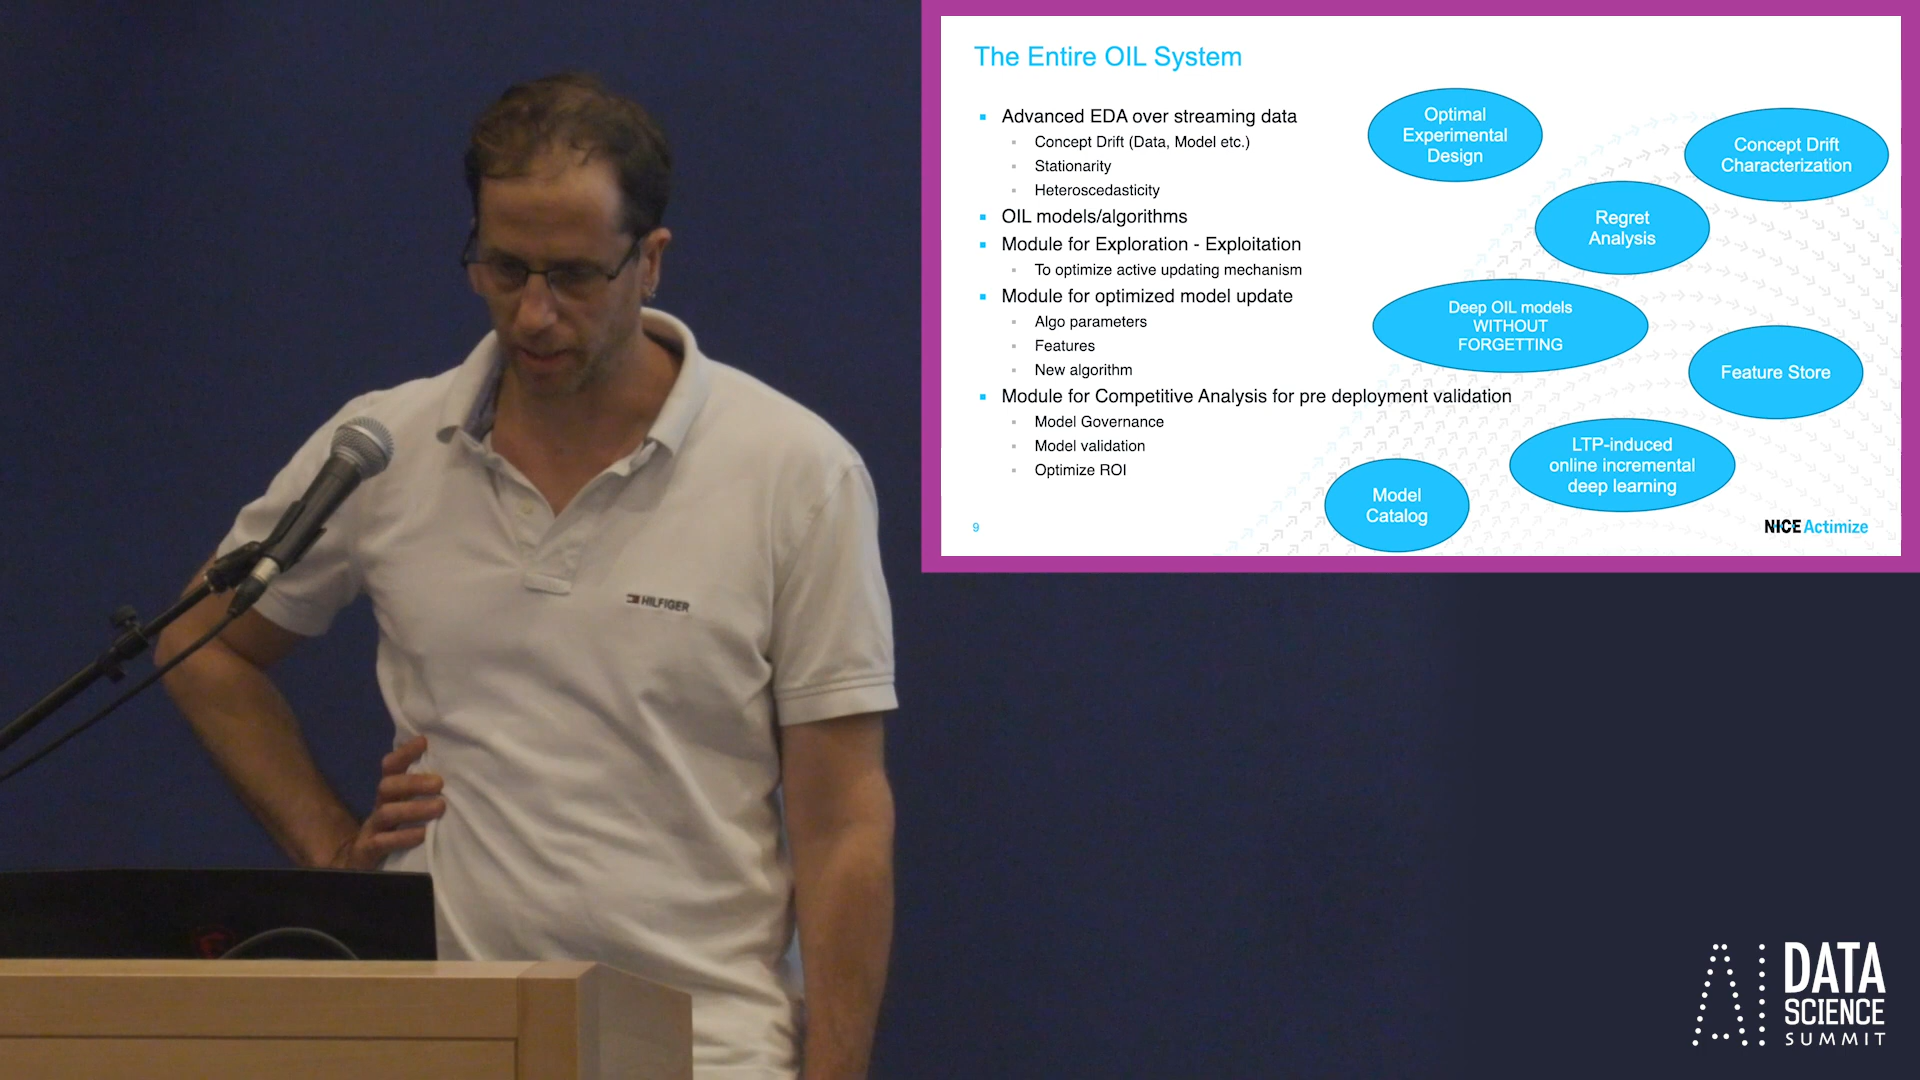 The Entire OIL System
Advanced EDA over streaming data
Concept Drift (Data, Model etc.)
Stationarity
Heteroscedasticity
OIL models/algorithms
Module for Exploration - Exploitation
To optimize active updating mechanism
Module for optimized model update
Algo parameters
Features
New algorithm
Module for Competitive Analysis for pre deployment validation
Model Governance
Model validation
Optimize ROI
Optimal
Experimental
Design
Concept Drift
Characterization
Regret
Analysis
Deep OIL models
WITHOUT
FORGETTING
Feature Store
LTP-induced
online incremental
deep learning
Model
Catalog
9
NICE Actimize
HILFIGER
AI
DATA
SCIENCE
SUMMIT